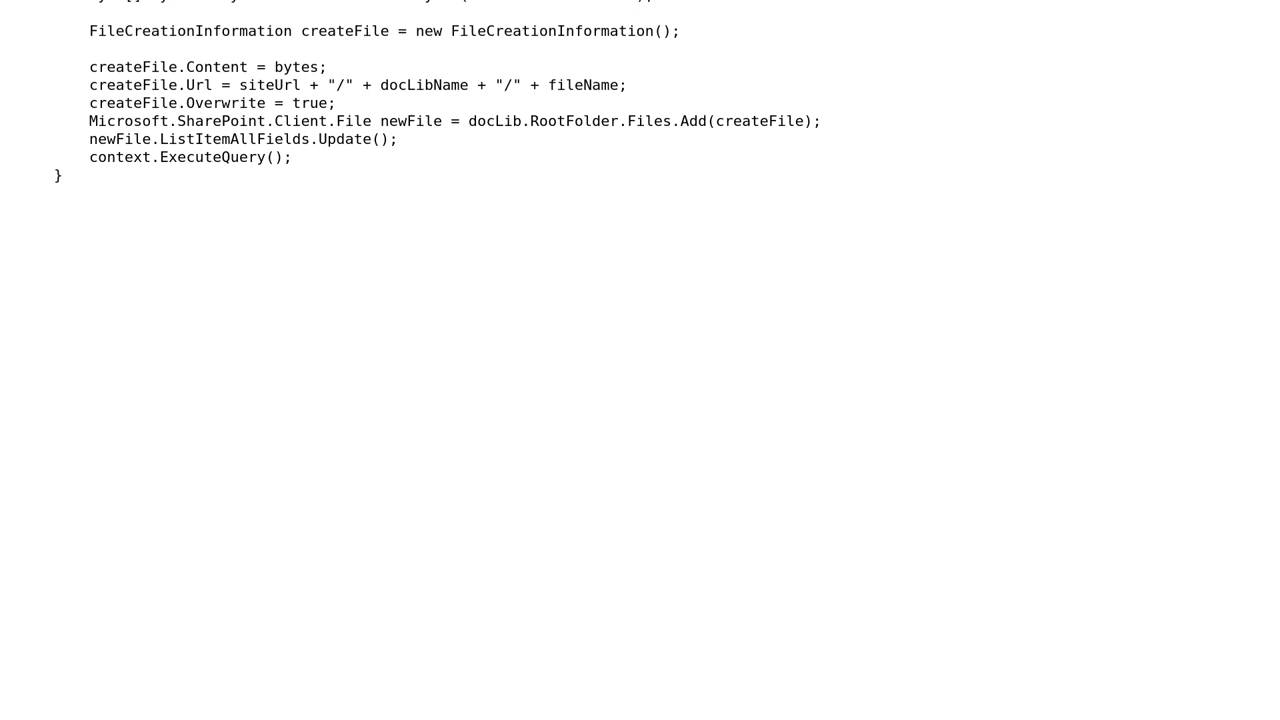 FileCreationInformation createFile = new FileCreationInformation();
createFile.Content = bytes;
createFile.Url = siteUrl + "/" + docLibName + "/" + fileName;
createFile.Overwrite = true;
Microsoft.SharePoint.Client.File newFile = docLib.RootFolder.Files.Add(createFile);
newFile.ListItemAllFields.Update();
context.ExecuteQuery();
}